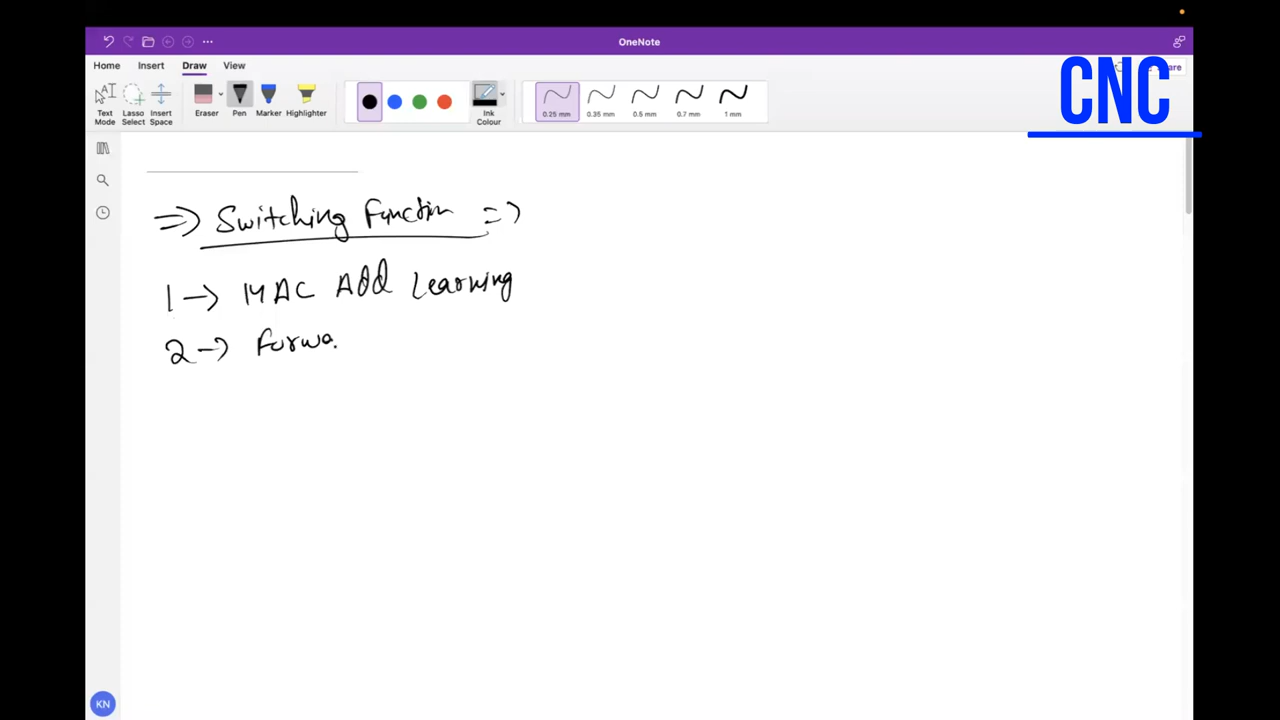 OneNote
Home Insert Draw View
Text Mode Lasso Select Insert Space Eraser Pen Marker Highlighter Ink Colour 0.25 mm 0.35 mm 0.5 mm 0.7 mm 1 mm
CNC
=> Switching Function =>
1 -> MAC Add Learning
2 -> Forwa
KN